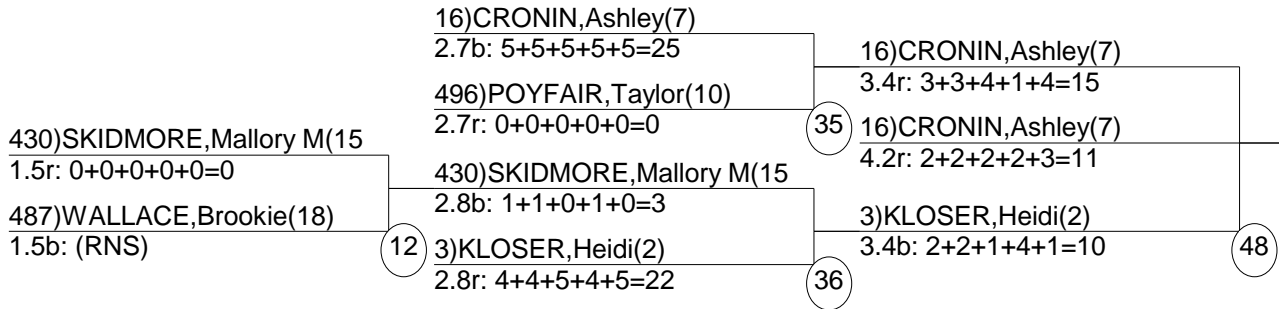 430)SKIDMORE,Mallory M(15
1.5r: 0+0+0+0+0=0
487)WALLACE,Brookie(18)
1.5b: (RNS)
12
16)CRONIN,Ashley(7)
2.7b: 5+5+5+5+5=25
496)POYFAIR,Taylor(10)
2.7r: 0+0+0+0+0=0
35
430)SKIDMORE,Mallory M(15
2.8b: 1+1+0+1+0=3
3)KLOSER,Heidi(2)
2.8r: 4+4+5+4+5=22
36
16)CRONIN,Ashley(7)
3.4r: 3+3+4+1+4=15
16)CRONIN,Ashley(7)
4.2r: 2+2+2+2+3=11
3)KLOSER,Heidi(2)
3.4b: 2+2+1+4+1=10
48